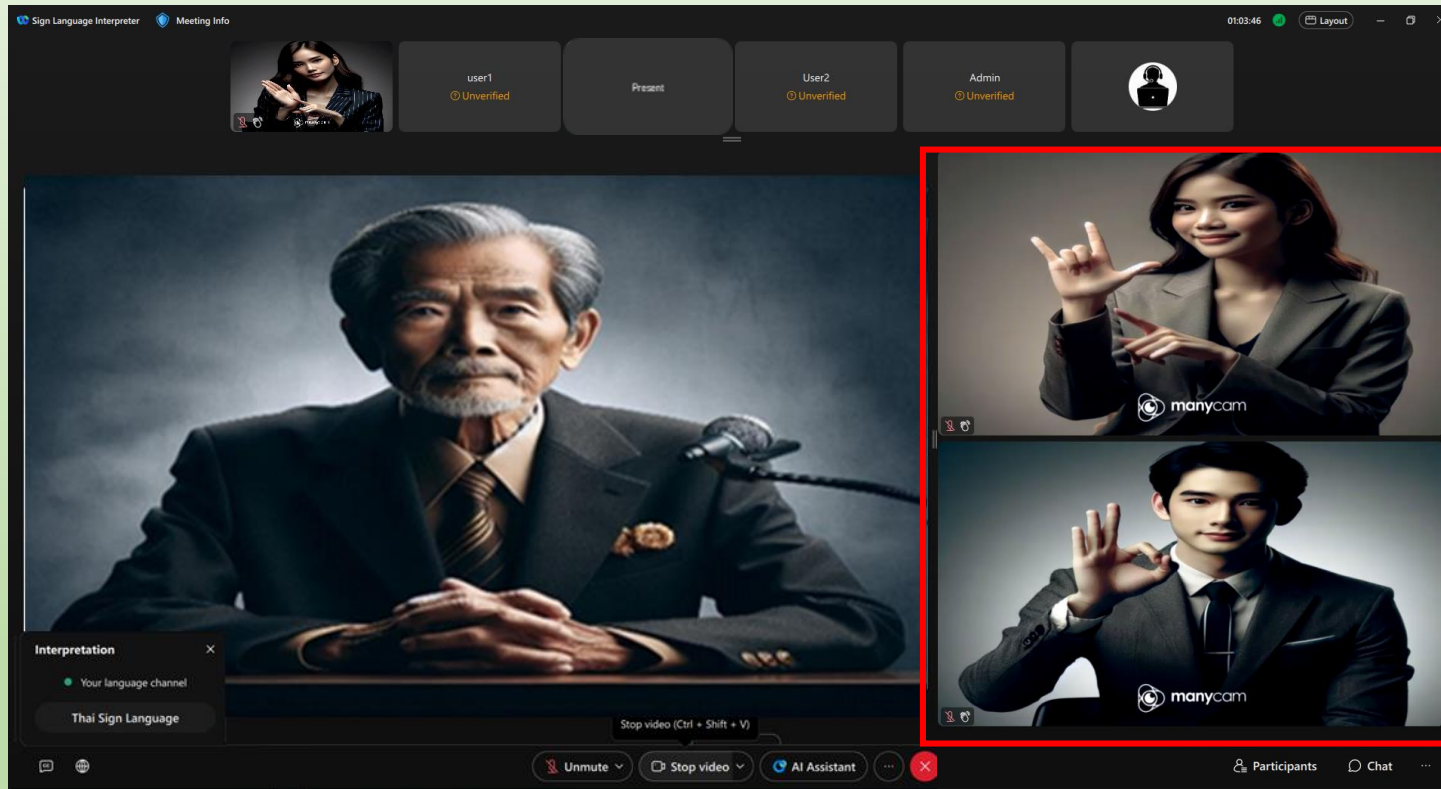 Sign Language Interpreter
Meeting Info
01:03:46
Layout
manycam
user1
Unverified
Present
User2
Unverified
Admin
Unverified
manycam
manycam
Interpretation
Your language channel
Thai Sign Language
Stop video (Ctrl + Shift + V)
Unmute
Stop video
AI Assistant
Participants
Chat